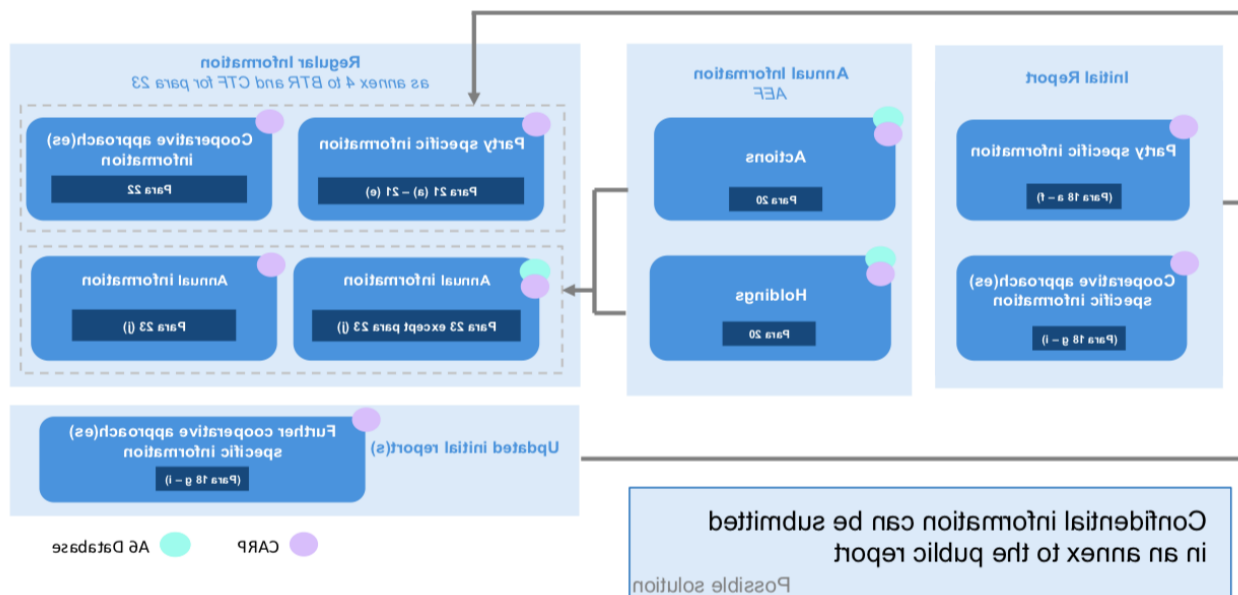 Initial Report
Party specific information
(Para 18 a – f)
Cooperative approach(es)
specific information
(Para 18 g – i)
Annual Information
AEF
Actions
Para 20
Holdings
Para 20
Regular Information
as annex 4 to BTR and CTF for para 23
Party specific information
Para 21 (a) – 21 (e)
Cooperative approach(es)
information
Para 22
Annual information
Para 23 except para 23 (j)
Annual information
Para 23 (j)
Updated initial report(s)
Further cooperative approach(es)
specific information
(Para 18 g – i)
CARP
A6 Database
Confidential information can be submitted
in an annex to the public report
Possible solution